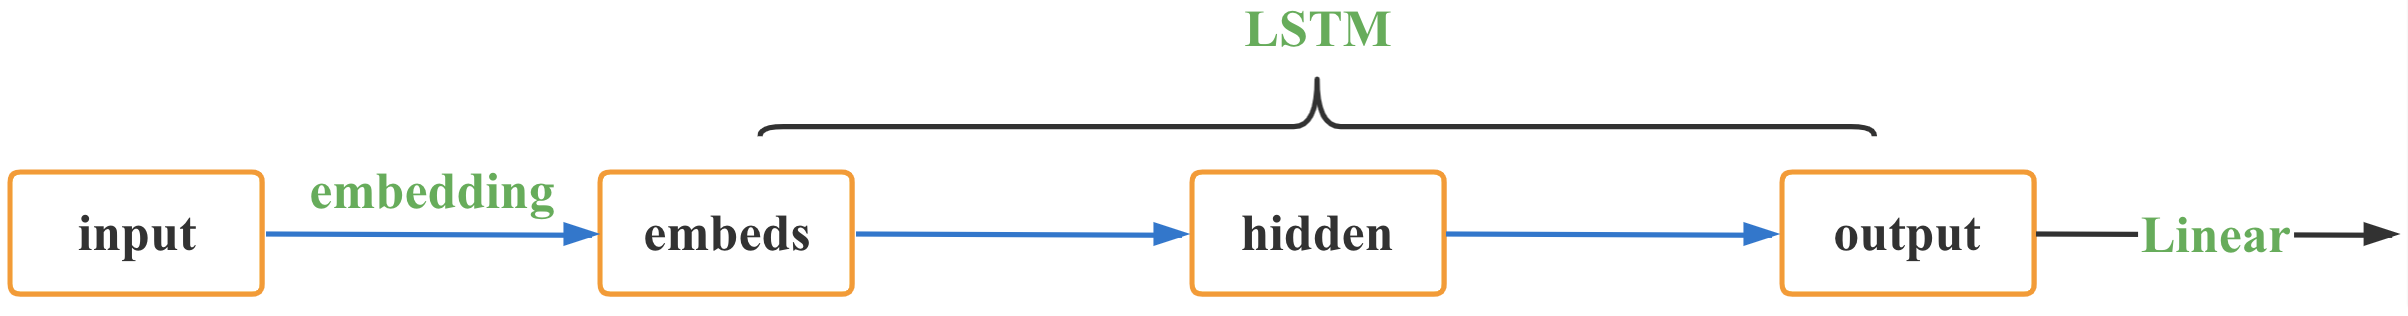 LSTM
embedding
input
embeds
hidden
output
Linear